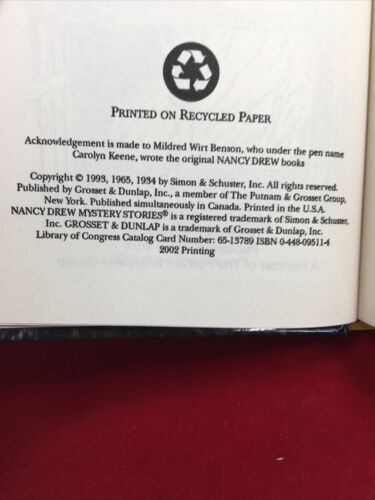 PRINTED ON RECYCLED PAPER
Acknowledgement is made to Mildred Wirt Benson, who under the pen name
Carolyn Keene, wrote the original NANCY DREW books
Copyright © 1993, 1965, 1934 by Simon & Schuster, Inc. All rights reserved.
Published by Grosset & Dunlap, Inc., a member of The Putnam & Grosset Group,
New York. Published simultaneously in Canada. Printed in the U.S.A.
NANCY DREW MYSTERY STORIES® is a registered trademark of Simon & Schuster,
Inc. GROSSET & DUNLAP is a trademark of Grosset & Dunlap, Inc.
Library of Congress Catalog Card Number: 65-13789 ISBN 0-448-09511-4
2002 Printing